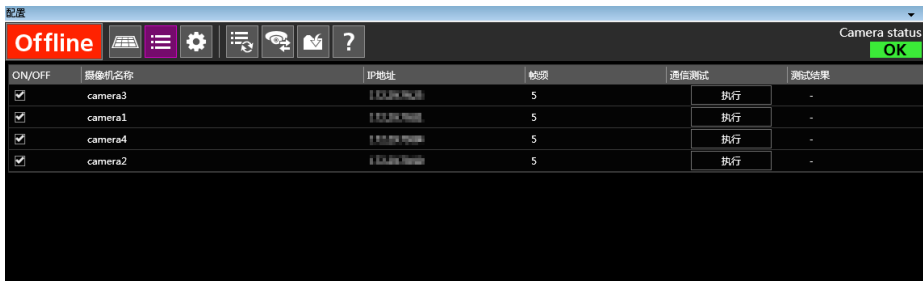 配置
Offline
?
Camera status
OK
ON/OFF 摄像机名称 IP地址 帧频 通信测试 测试结果
camera3 5 执行 -
camera1 5 执行 -
camera4 5 执行 -
camera2 5 执行 -